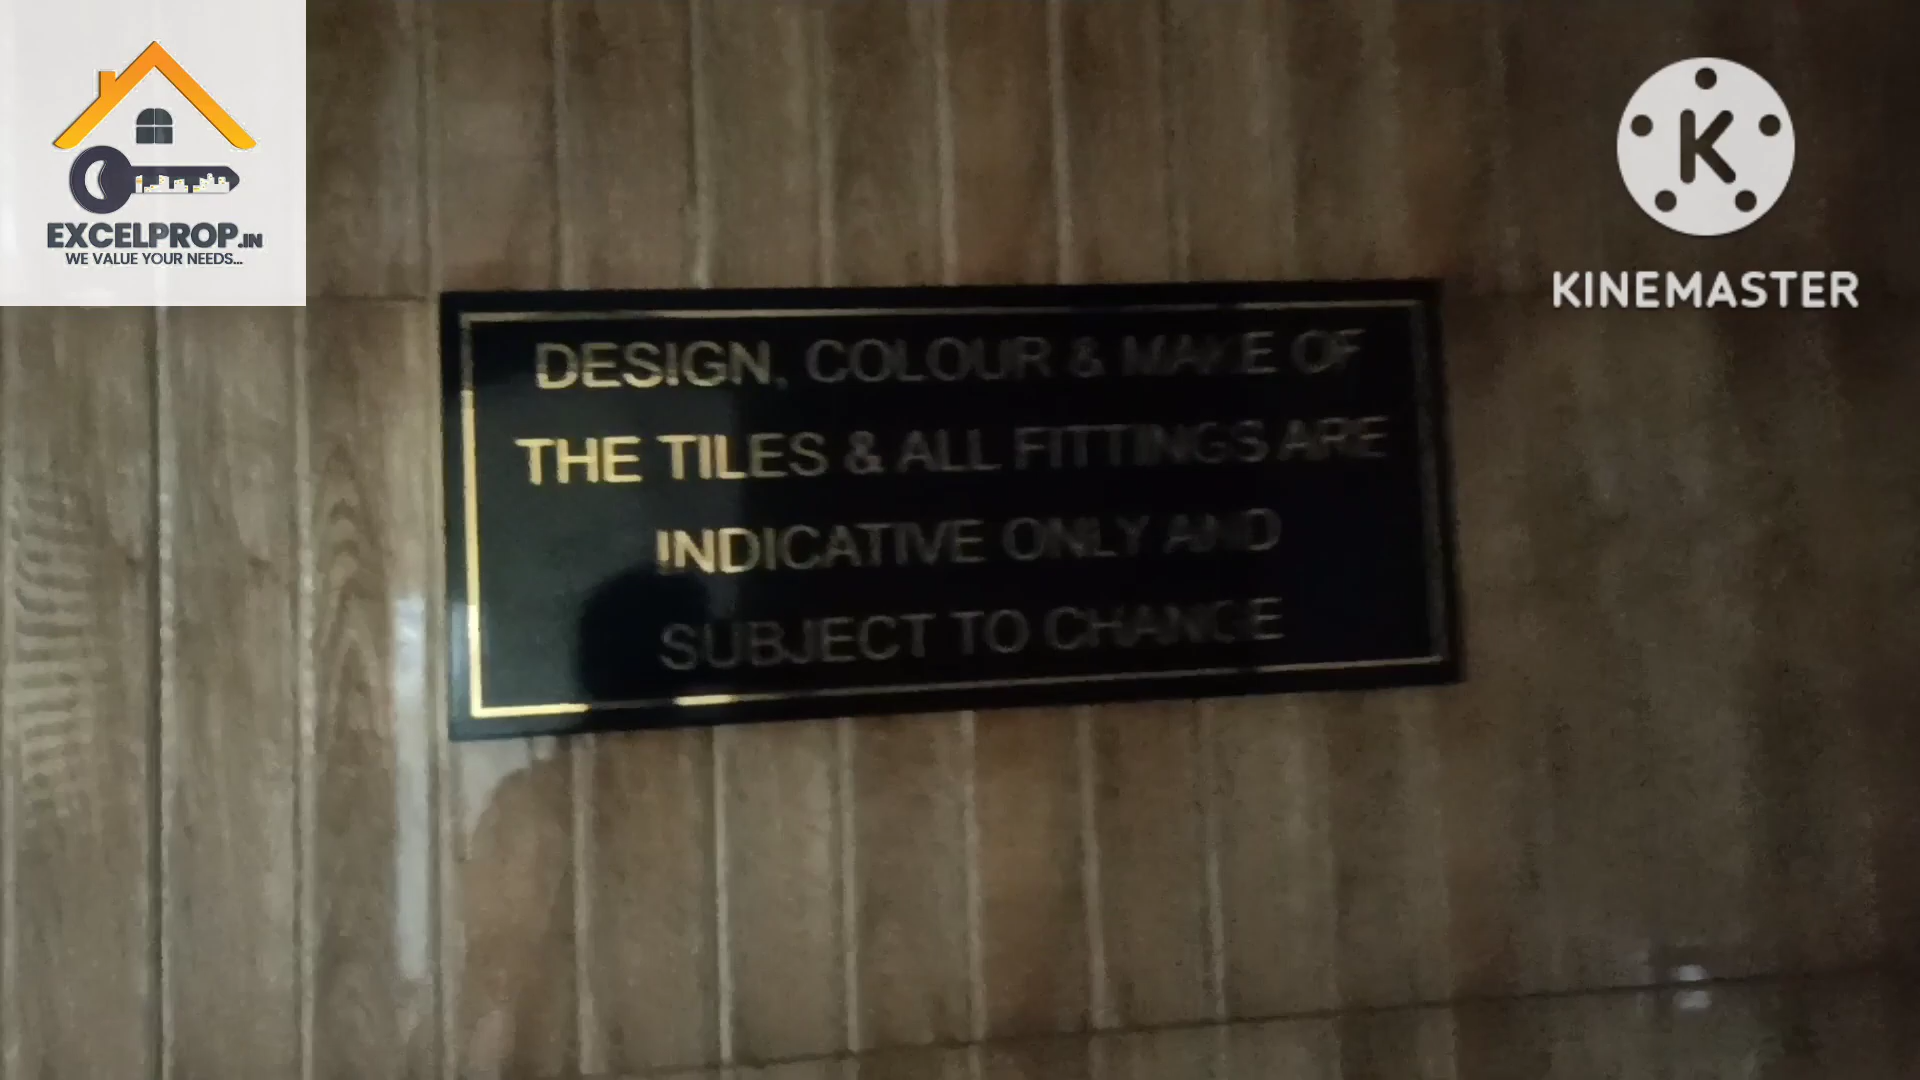 EXCELPROP.IN
WE VALUE YOUR NEEDS...
K
KINEMASTER
DESIGN, COLOUR & MAKE OF
THE TILES & ALL FITTINGS ARE
INDICATIVE ONLY AND
SUBJECT TO CHANGE